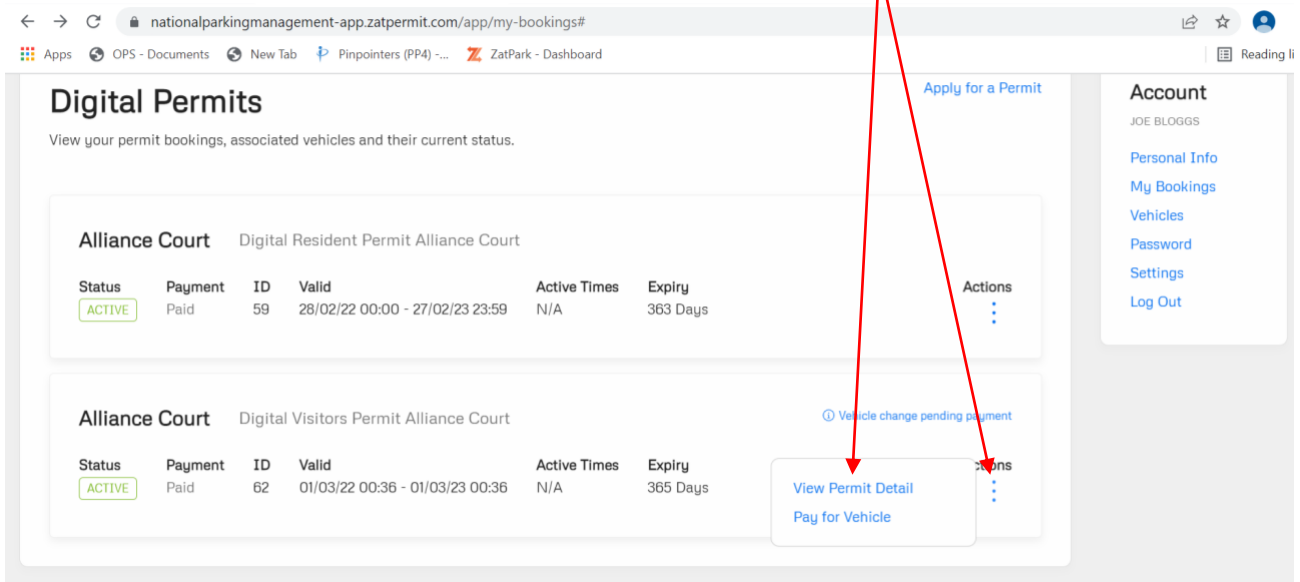 nationalparkingmanagement-app.zatpermit.com/app/my-bookings#
Apps OPS - Documents New Tab Pinpointers (PP4) -... ZatPark - Dashboard Reading li
Digital Permits
Apply for a Permit
View your permit bookings, associated vehicles and their current status.
Alliance Court Digital Resident Permit Alliance Court
Status Payment ID Valid Active Times Expiry Actions
ACTIVE Paid 59 28/02/22 00:00 - 27/02/23 23:59 N/A 363 Days
Alliance Court Digital Visitors Permit Alliance Court Vehicle change pending payment
Status Payment ID Valid Active Times Expiry ctions
ACTIVE Paid 62 01/03/22 00:36 - 01/03/23 00:36 N/A 365 Days
View Permit Detail
Pay for Vehicle
Account
JOE BLOGGS
Personal Info
My Bookings
Vehicles
Password
Settings
Log Out